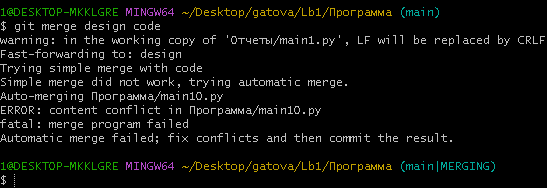 1@DESKTOP-MKKLGRE MINGW64 ~/Desktop/gatova/Lb1/Программа (main)
$ git merge design code
warning: in the working copy of 'Отчеты/main1.py', LF will be replaced by CRLF
Fast-forwarding to: design
Trying simple merge with code
Simple merge did not work, trying automatic merge.
Auto-merging Программа/main10.py
ERROR: content conflict in Программа/main10.py
fatal: merge program failed
Automatic merge failed; fix conflicts and then commit the result.
1@DESKTOP-MKKLGRE MINGW64 ~/Desktop/gatova/Lb1/Программа (main|MERGING)
$